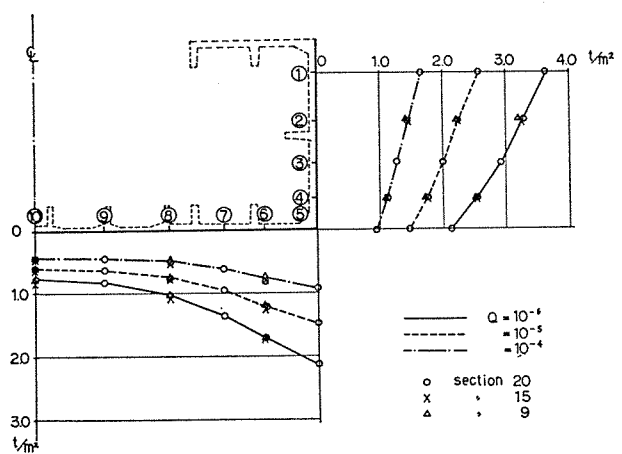 ℄
0 1.0 2.0 3.0 4.0 t/m²
①
②
③
④
⑩ ⑨ ⑧ ⑦ ⑥ ⑤
0
1.0
2.0
3.0
t/m²
Q = 10⁻⁶
" = 10⁻⁵
" = 10⁻⁴
o section 20
x " 15
△ " 9